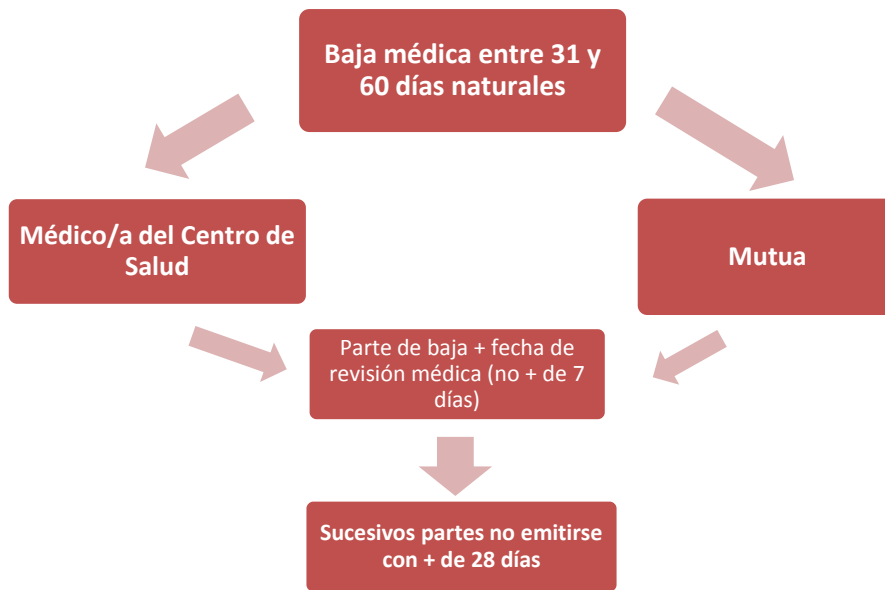 Baja médica entre 31 y
60 días naturales
Médico/a del Centro de
Salud
Mutua
Parte de baja + fecha de
revisión médica (no + de 7
días)
Sucesivos partes no emitirse
con + de 28 días